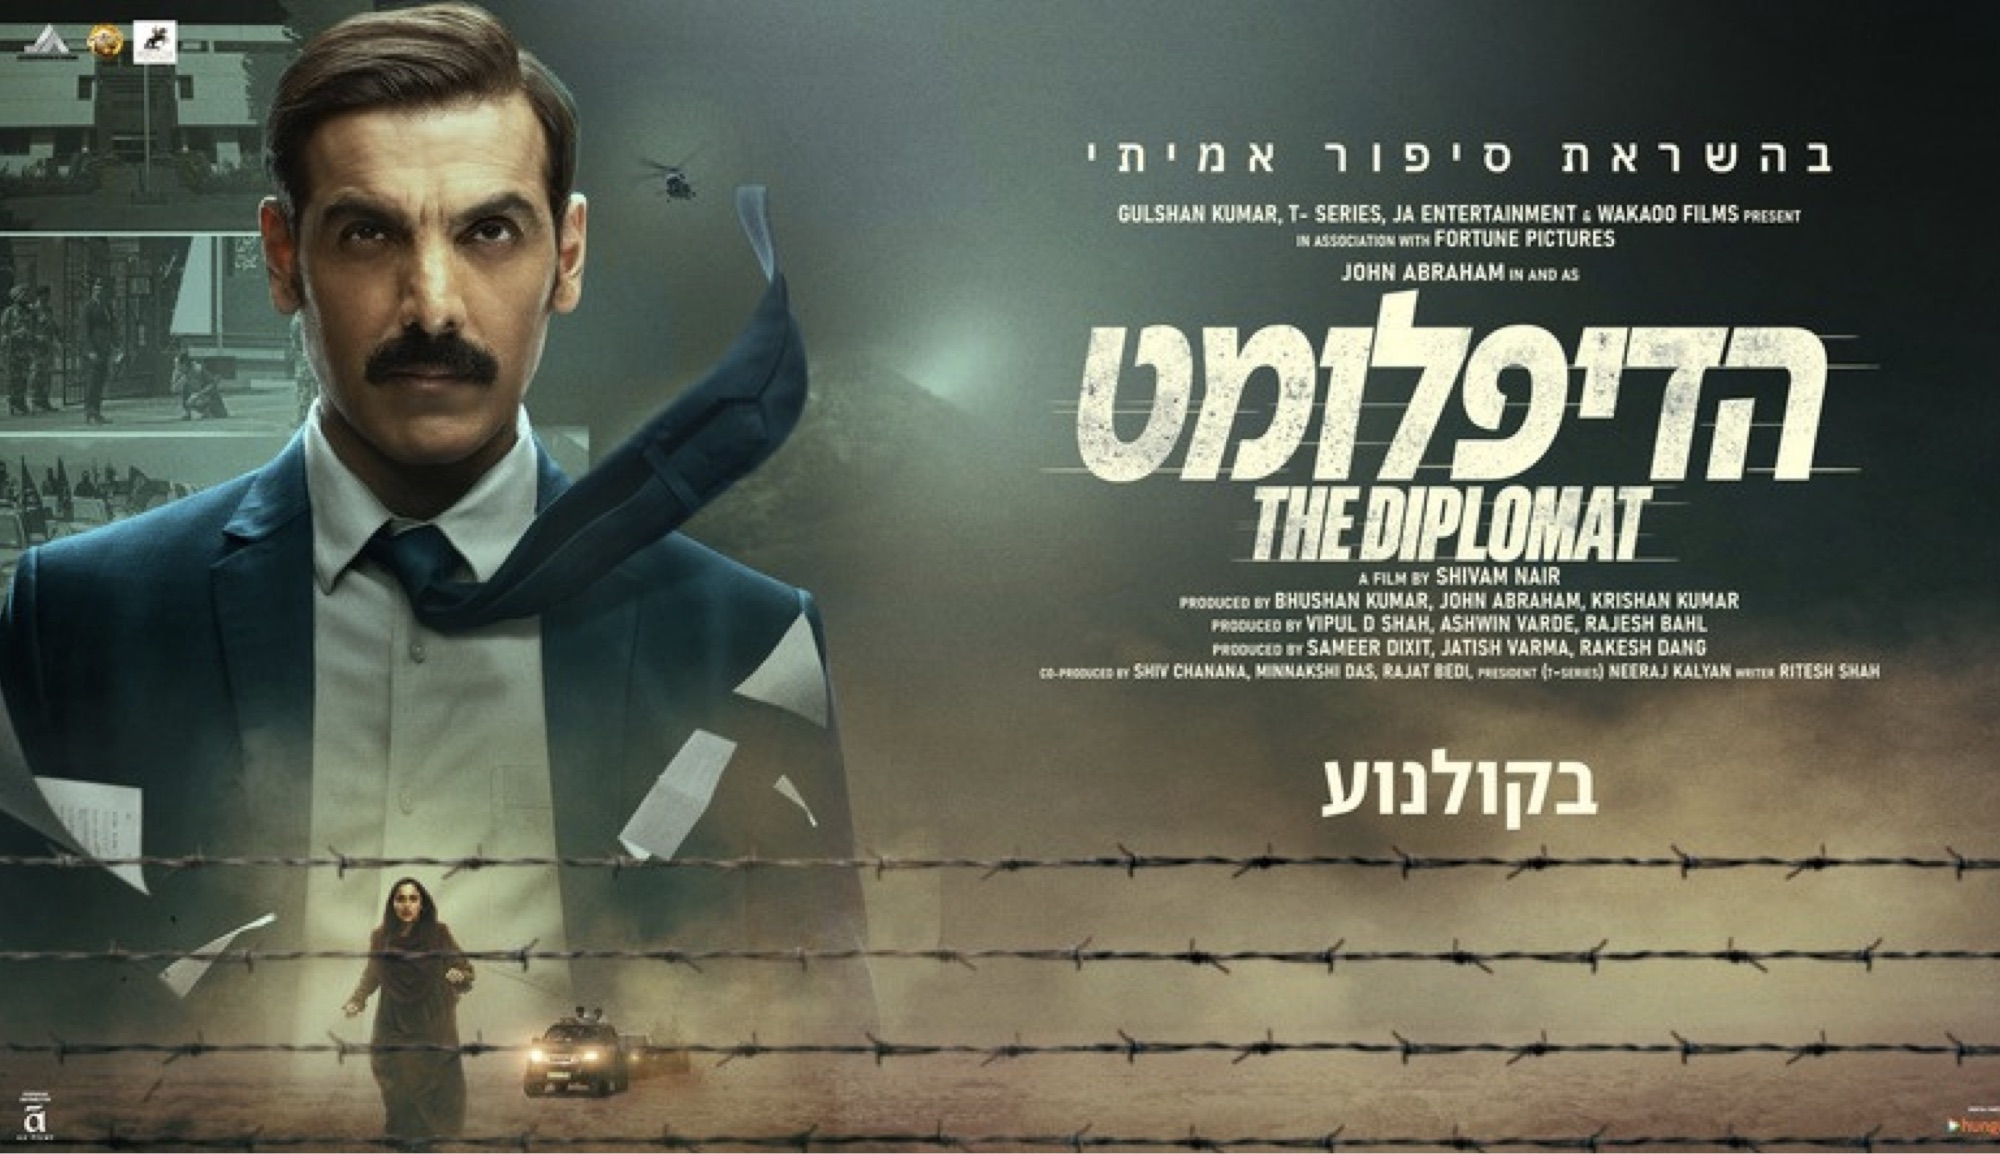 בהשראת סיפור אמיתי
GULSHAN KUMAR, T- SERIES, JA ENTERTAINMENT & WAKAOO FILMS PRESENT
IN ASSOCIATION WITH FORTUNE PICTURES
JOHN ABRAHAM IN AND AS
הדיפלומט
THE DIPLOMAT
A FILM BY SHIVAM NAIR
PRODUCED BY BHUSHAN KUMAR, JOHN ABRAHAM, KRISHAN KUMAR
PRODUCED BY VIPUL D SHAH, ASHWIN VARDE, RAJESH BAHL
PRODUCED BY SAMEER DIXIT, JATISH VARMA, RAKESH DANG
CO-PRODUCED BY SHIV CHANANA, MINNAKSHI DAS, RAJAT BEDI, PRESIDENT (T-SERIES) NEERAJ KALYAN WRITER RITESH SHAH
בקולנוע
ā
hung